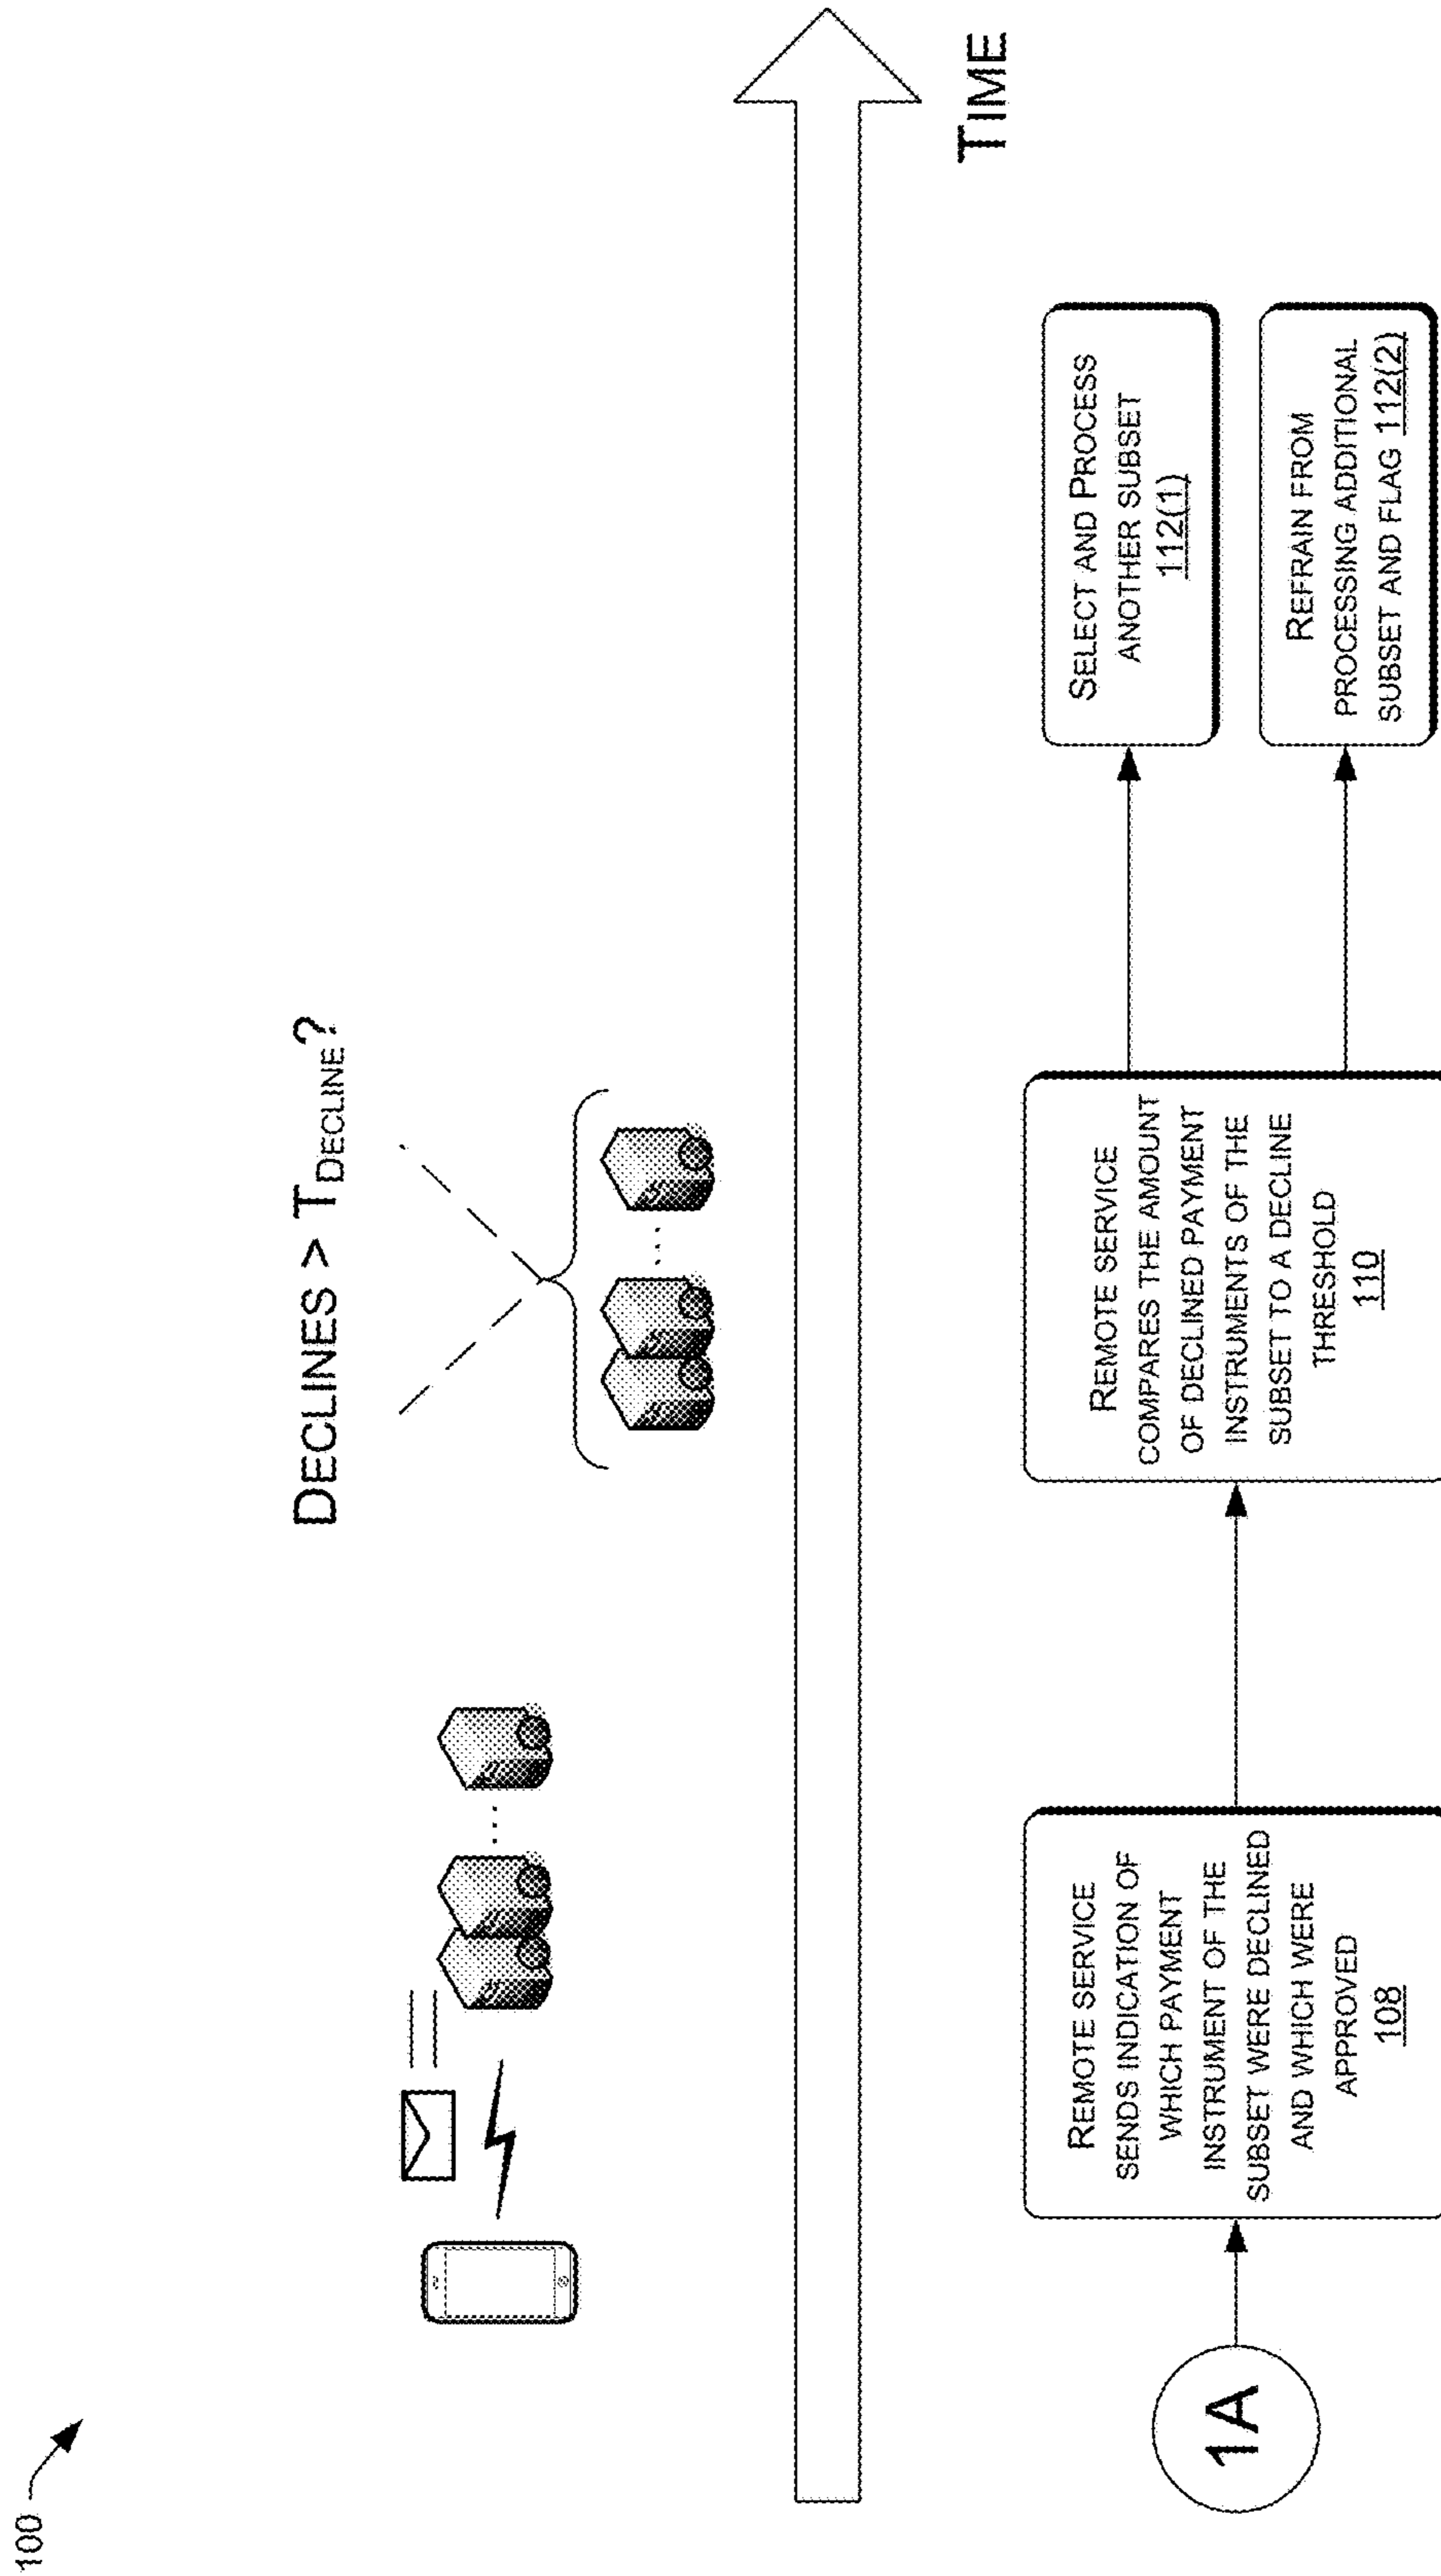 100
DECLINES > TDECLINE?
TIME
1A
REMOTE SERVICE
SENDS INDICATION OF
WHICH PAYMENT
INSTRUMENT OF THE
SUBSET WERE DECLINED
AND WHICH WERE
APPROVED
108
REMOTE SERVICE
COMPARES THE AMOUNT
OF DECLINED PAYMENT
INSTRUMENTS OF THE
SUBSET TO A DECLINE
THRESHOLD
110
SELECT AND PROCESS
ANOTHER SUBSET
112(1)
REFRAIN FROM
PROCESSING ADDITIONAL
SUBSET AND FLAG 112(2)